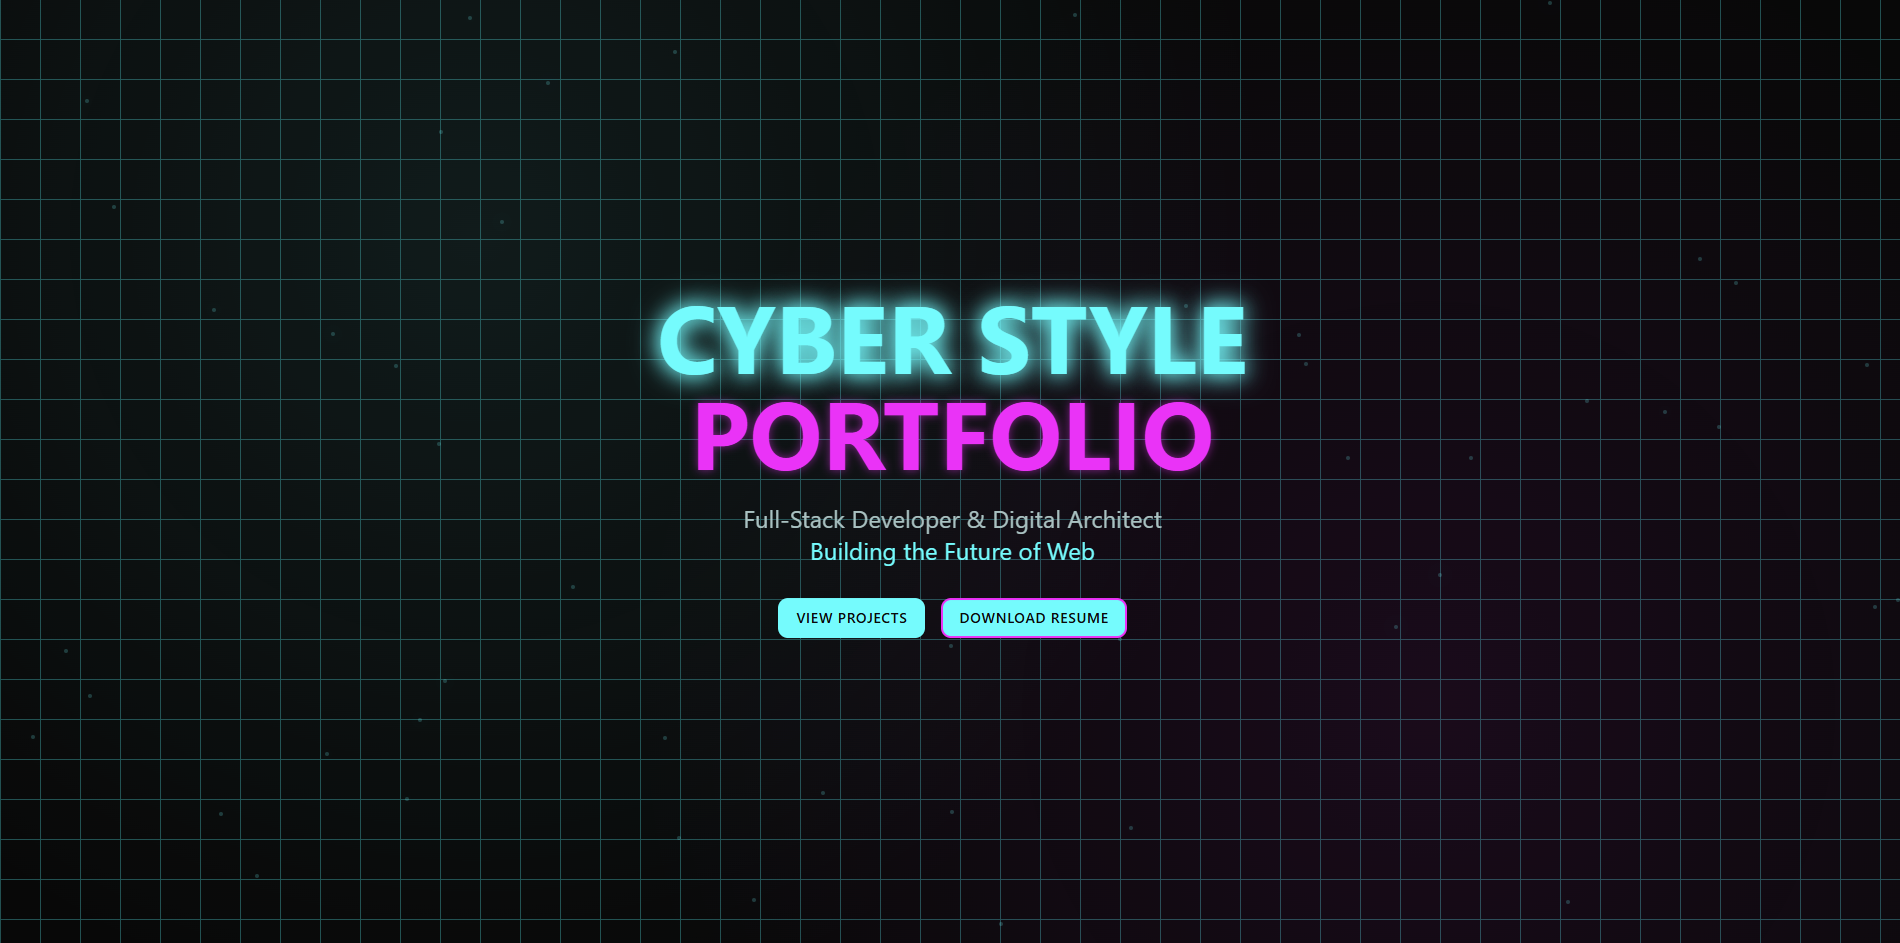 CYBER STYLE
PORTFOLIO
Full-Stack Developer & Digital Architect
Building the Future of Web
VIEW PROJECTS
DOWNLOAD RESUME